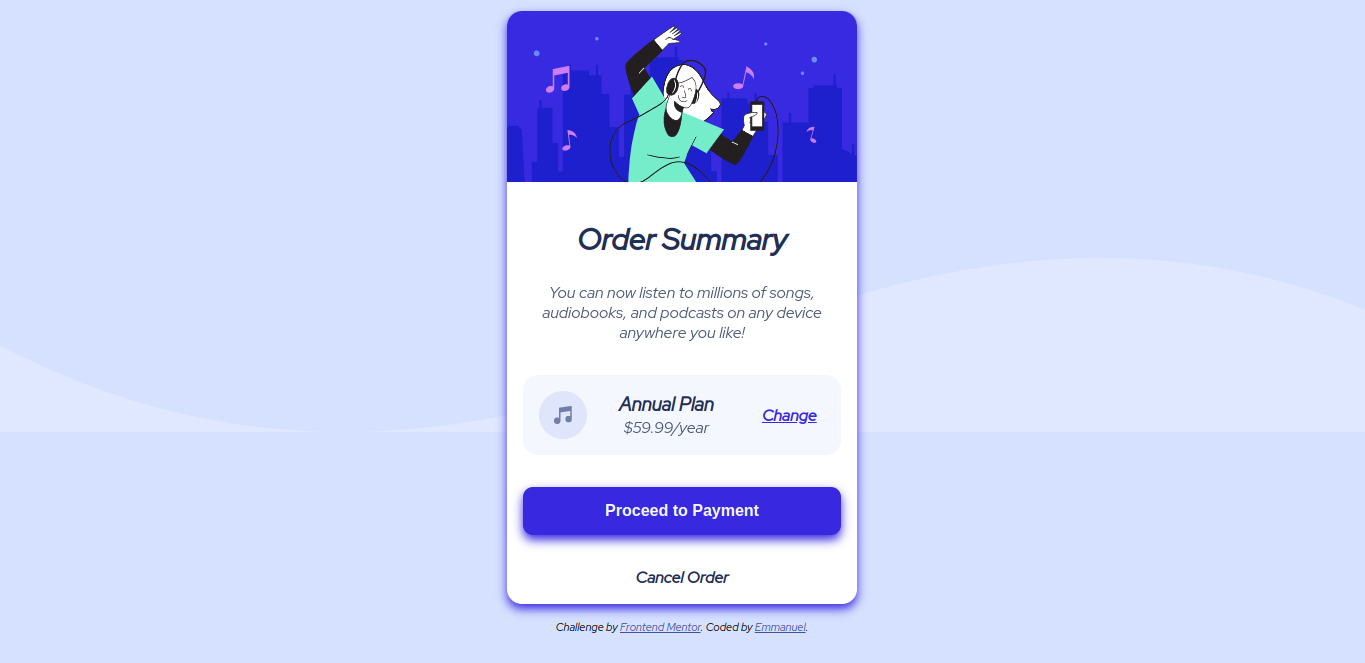 Order Summary
You can now listen to millions of songs,
audiobooks, and podcasts on any device
anywhere you like!
Annual Plan
$59.99/year
Change
Proceed to Payment
Cancel Order
Challenge by Frontend Mentor. Coded by Emmanuel.